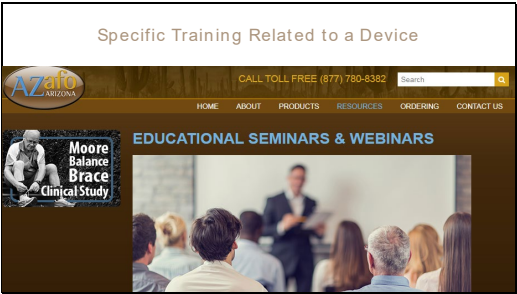 Specific Training Related to a Device
AZafo
ARIZONA
CALL TOLL FREE (877) 780-8382
Search
HOME ABOUT PRODUCTS RESOURCES ORDERING CONTACT US
Moore
Balance
Brace
Clinical Study
EDUCATIONAL SEMINARS & WEBINARS